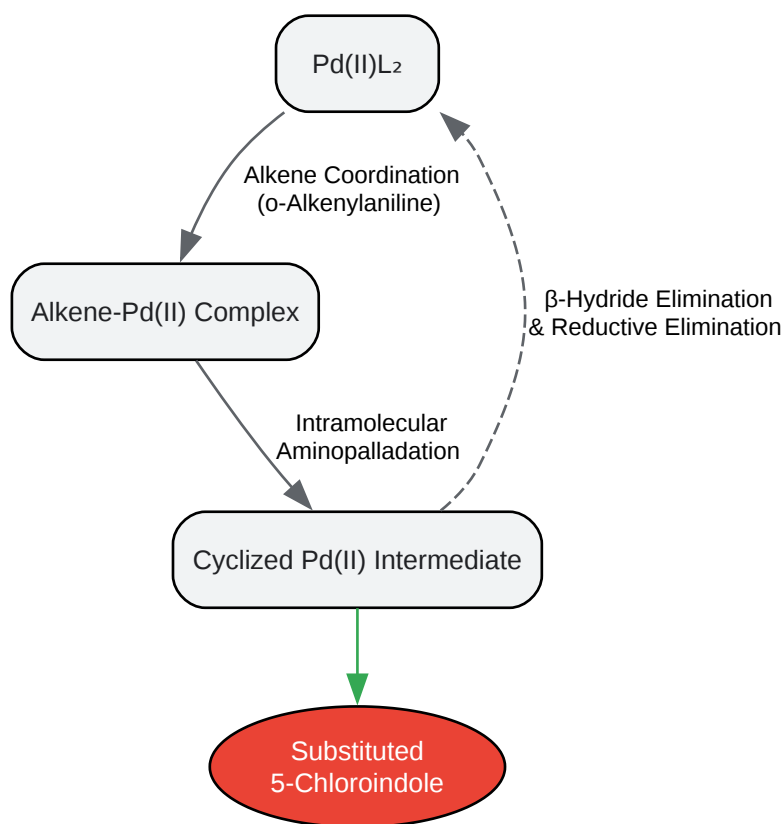 Pd(II)L₂
Alkene Coordination
(o-Alkenylaniline)
Alkene-Pd(II) Complex
β-Hydride Elimination
& Reductive Elimination
Intramolecular
Aminopalladation
Cyclized Pd(II) Intermediate
Substituted
5-Chloroindole